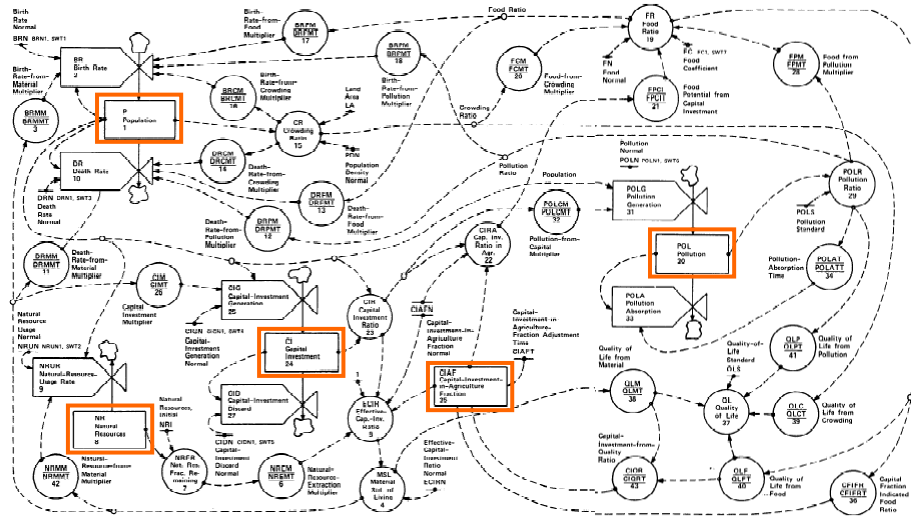 Birth
Rate
Normal
BRN BRN1, SWT1
BR
Birth Rate
2
Birth-
Rate-from-
Material
Multiplier
BRMM
BRMMT
3
P
Population
1
DR
Death Rate
10
DRN DRN1, SWT3
Death
Rate
Normal
DRMM
DRMMT
11
Death-
Rate-from-
Material
Multiplier
Birth-
Rate-from-
Food
Multiplier
BRFM
BRFMT
17
BRPM
BRPMT
18
Birth-
Rate-from-
Pollution
Multiplier
BRCM
BRCMT
16
Birth-
Rate-from-
Crowding
Multiplier
Land
Area
LA
CR
Crowding
Ratio
15
PDN
Population
Density
Normal
DRCM
DRCMT
14
Death-
Rate-from-
Crowding
Multiplier
DRFM
DRFMT
13
Death-
Rate-from-
Food
Multiplier
DRPM
DRPMT
12
Death-
Rate-from-
Pollution
Multiplier
Food Ratio
Crowding
Ratio
Pollution
Ratio
Population
FCM
FCMT
20
Food-from-
Crowding
Multiplier
FR
Food
Ratio
19
FN
Food
Normal
FC FC1, SWT7
Food
Coefficient
FPCI
FPCIT
21
Food
Potential from
Capital
Investment
FPM
FPMT
28
Food from
Pollution
Multiplier
Pollution
Normal
POLN POLN1, SWT6
POLG
Pollution
Generation
31
POLR
Pollution
Ratio
29
POLS
Pollution
Standard
POLCM
POLCMT
32
Pollution-from-
Capital
Multiplier
POL
Pollution
30
POLAT
POLATT
34
Pollution-
Absorption
Time
POLA
Pollution
Absorption
33
CIRA
Cap. Inv.
Ratio in
Agr.
22
CIM
CIMT
26
Capital
Investment
Multiplier
CIG
Capital-Investment
Generation
25
CIGN CIGN1, SWT4
Capital-
Investment
Generation
Normal
CI
Capital
Investment
24
CID
Capital-Investment
Discard
27
CIDN CIDN1, SWT5
Capital-
Investment
Discard
Normal
CIR
Capital
Investment
Ratio
23
CIAFN
Capital-
Investment-in-
Agriculture
Fraction
Normal
Capital-
Investment-in
Agriculture-
Fraction Adjustment
Time
CIAFT
CIAF
Capital-Investment-
in-Agriculture
Fraction
35
ECIR
Effective-
Cap.-Inv.
Ratio
5
Effective-
Capital-
Investment
Ratio
Normal
ECIRN
MSL
Material
Std. of
Living
4
Natural
Resource
Usage
Normal
NRUN NRUN1, SWT2
NRUR
Natural-Resource-
Usage Rate
9
NR
Natural
Resources
8
Natural
Resources,
Initial
NRI
NRFR
Nat. Res.
Frac. Re-
maining
7
NREM
NREMT
6
Natural-
Resource-
Extraction
Multiplier
NRMM
NRMMT
42
Natural-
Resource-from-
Material
Multiplier
Quality of
Life from
Material
QLM
QLMT
38
Quality-of-
Life
Standard
QLS
QL
Quality
of Life
37
QLP
QLPT
41
Quality of
Life from
Pollution
QLC
QLCT
39
Quality of
Life from
Crowding
QLF
QLFT
40
Quality of
Life from
Food
Capital-
Investment-from-
Quality
Ratio
CIQR
CIQRT
43
CFIFR
CFIFRT
36
Capital
Fraction
Indicated
Food
Ratio